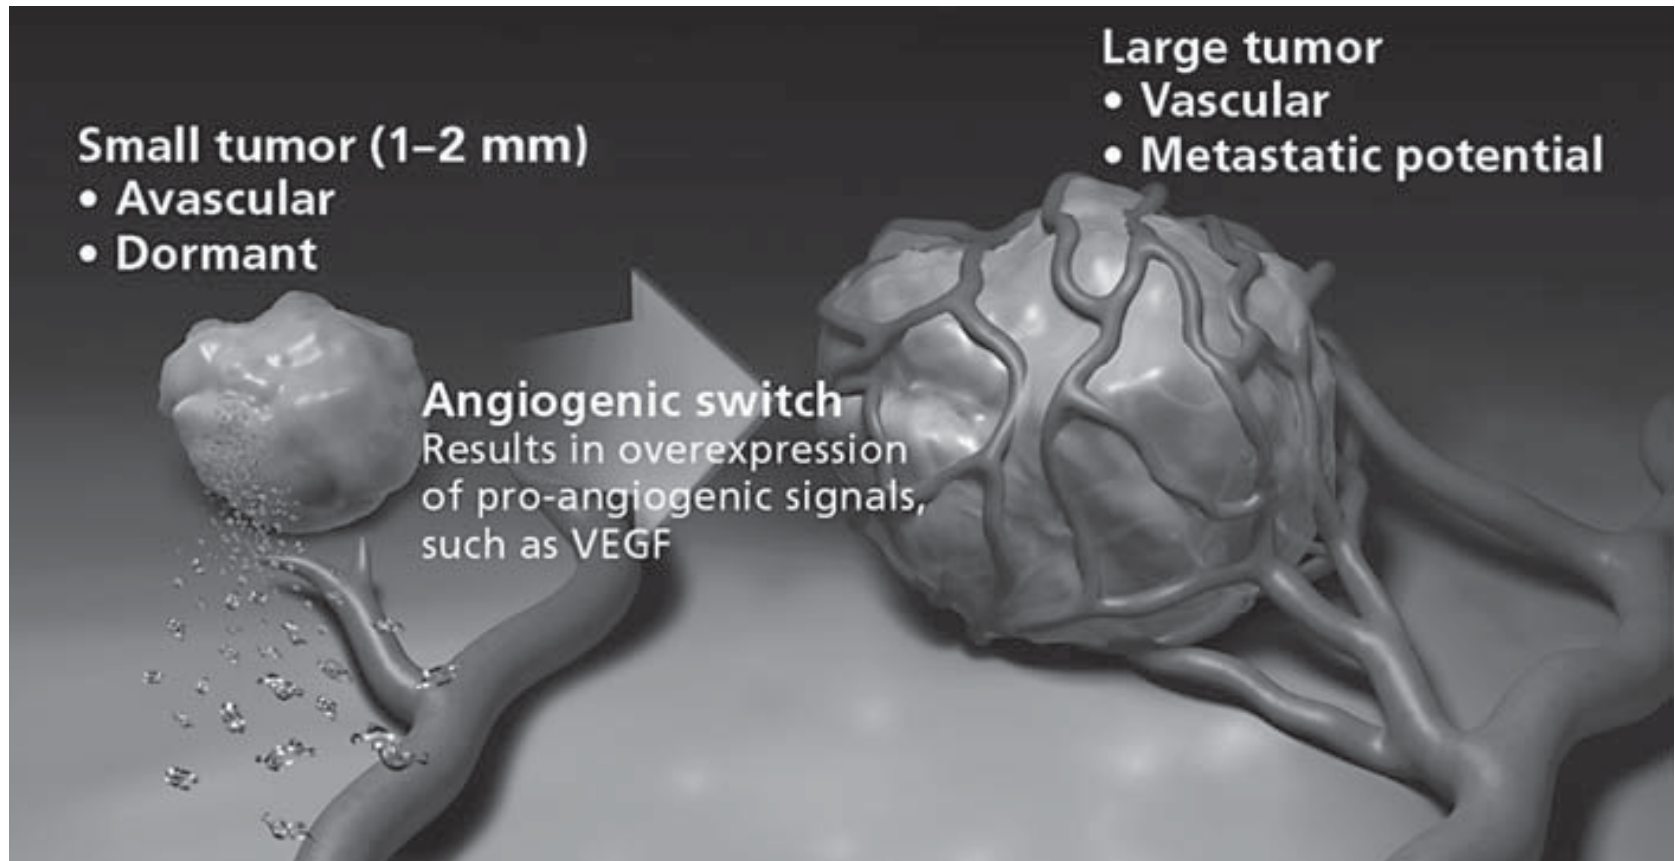 Small tumor (1–2 mm)
• Avascular
• Dormant
Angiogenic switch
Results in overexpression
of pro-angiogenic signals,
such as VEGF
Large tumor
• Vascular
• Metastatic potential